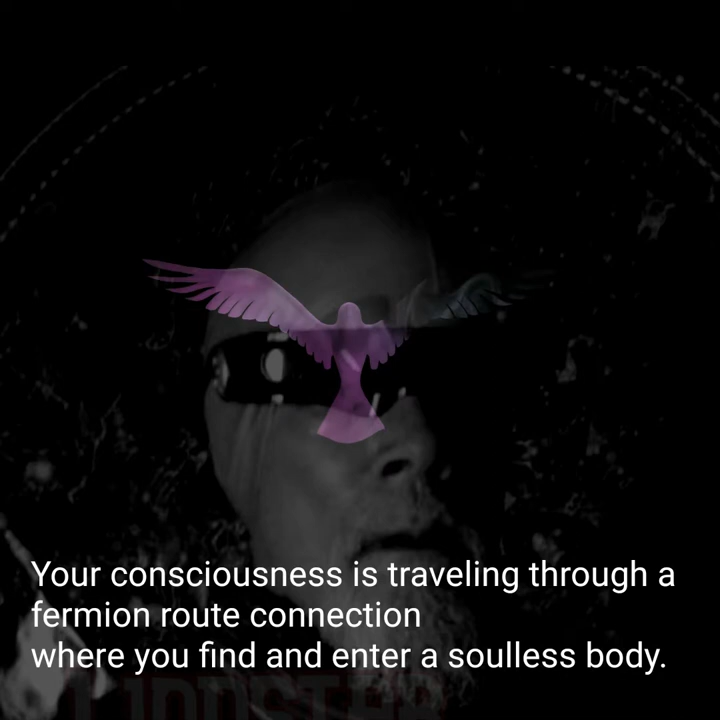 Your consciousness is traveling through a
fermion route connection
where you find and enter a soulless body.